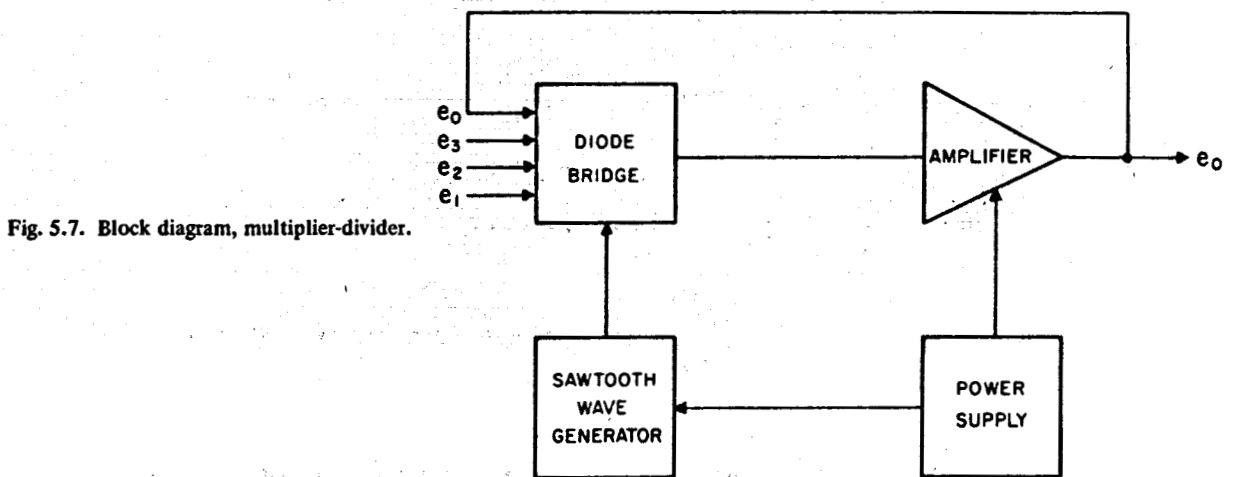 e₀
e₃
e₂
e₁
DIODE
BRIDGE
AMPLIFIER
e₀
Fig. 5.7. Block diagram, multiplier-divider.
SAWTOOTH
WAVE
GENERATOR
POWER
SUPPLY